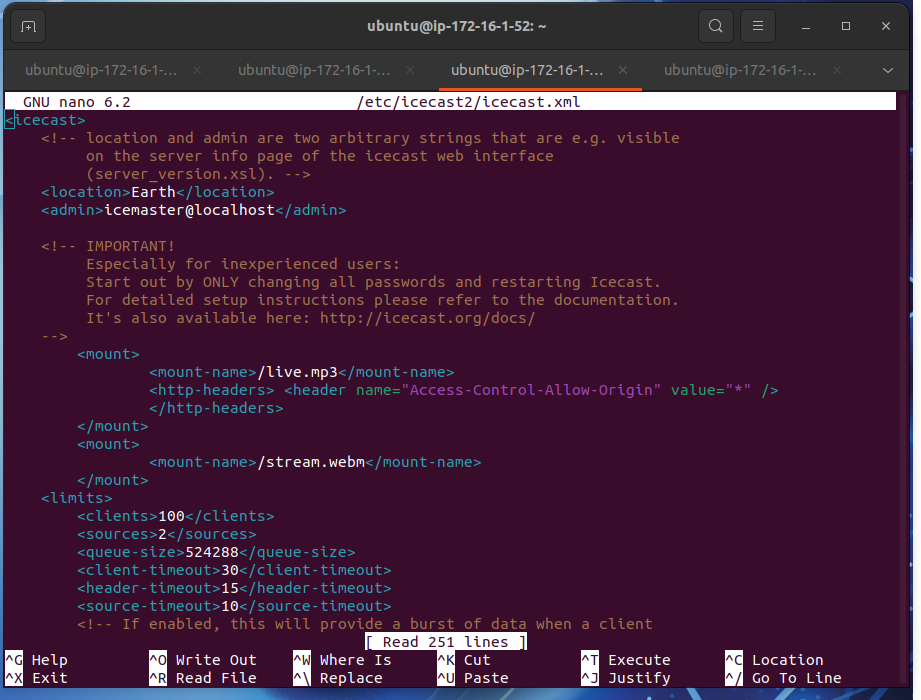 ubuntu@ip-172-16-1-52: ~
ubuntu@ip-172-16-1-... × ubuntu@ip-172-16-1-... × ubuntu@ip-172-16-1-... × ubuntu@ip-172-16-1-... ×
GNU nano 6.2 /etc/icecast2/icecast.xml
<icecast>
    <!-- location and admin are two arbitrary strings that are e.g. visible
         on the server info page of the icecast web interface
         (server_version.xsl). -->
    <location>Earth</location>
    <admin>icemaster@localhost</admin>

    <!-- IMPORTANT!
         Especially for inexperienced users:
         Start out by ONLY changing all passwords and restarting Icecast.
         For detailed setup instructions please refer to the documentation.
         It's also available here: http://icecast.org/docs/
    -->
        <mount>
                <mount-name>/live.mp3</mount-name>
                <http-headers> <header name="Access-Control-Allow-Origin" value="*" />
                </http-headers>
        </mount>
        <mount>
                <mount-name>/stream.webm</mount-name>
        </mount>
    <limits>
        <clients>100</clients>
        <sources>2</sources>
        <queue-size>524288</queue-size>
        <client-timeout>30</client-timeout>
        <header-timeout>15</header-timeout>
        <source-timeout>10</source-timeout>
        <!-- If enabled, this will provide a burst of data when a client
[ Read 251 lines ]
^G Help ^O Write Out ^W Where Is ^K Cut ^T Execute ^C Location
^X Exit ^R Read File ^\ Replace ^U Paste ^J Justify ^/ Go To Line